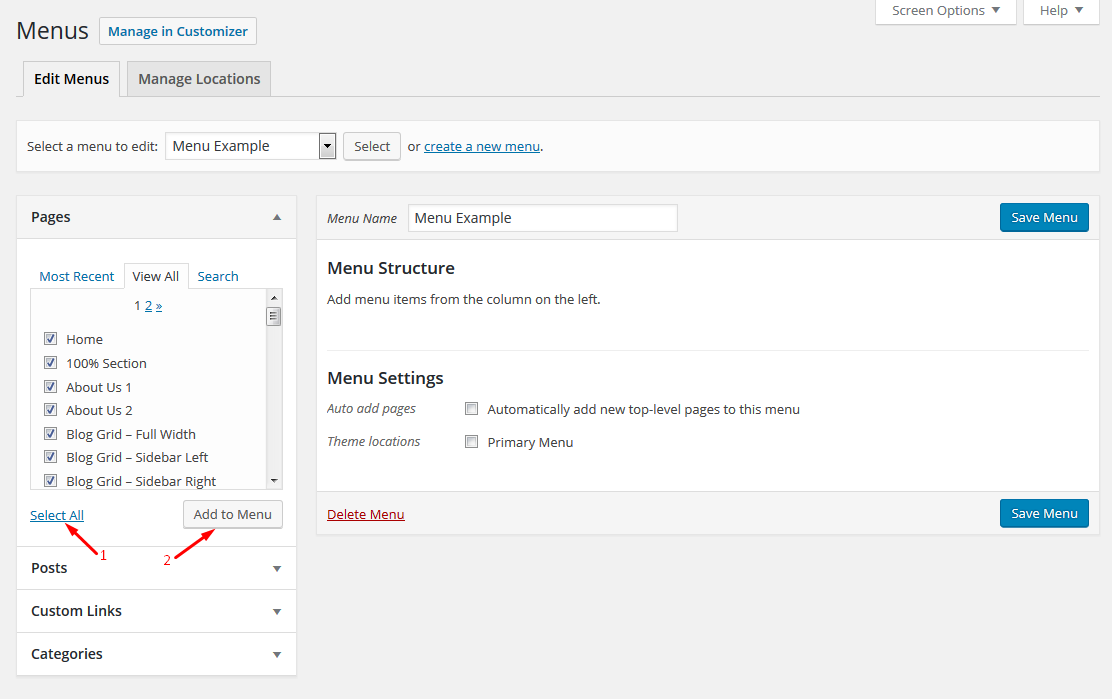 Menus Manage in Customizer Screen Options Help
Edit Menus Manage Locations
Select a menu to edit: Menu Example Select or create a new menu.
Pages
Most Recent View All Search
1 2 »
Home
100% Section
About Us 1
About Us 2
Blog Grid – Full Width
Blog Grid – Sidebar Left
Blog Grid – Sidebar Right
Select All Add to Menu
1
2
Posts
Custom Links
Categories
Menu Name Menu Example Save Menu
Menu Structure
Add menu items from the column on the left.
Menu Settings
Auto add pages Automatically add new top-level pages to this menu
Theme locations Primary Menu
Delete Menu Save Menu